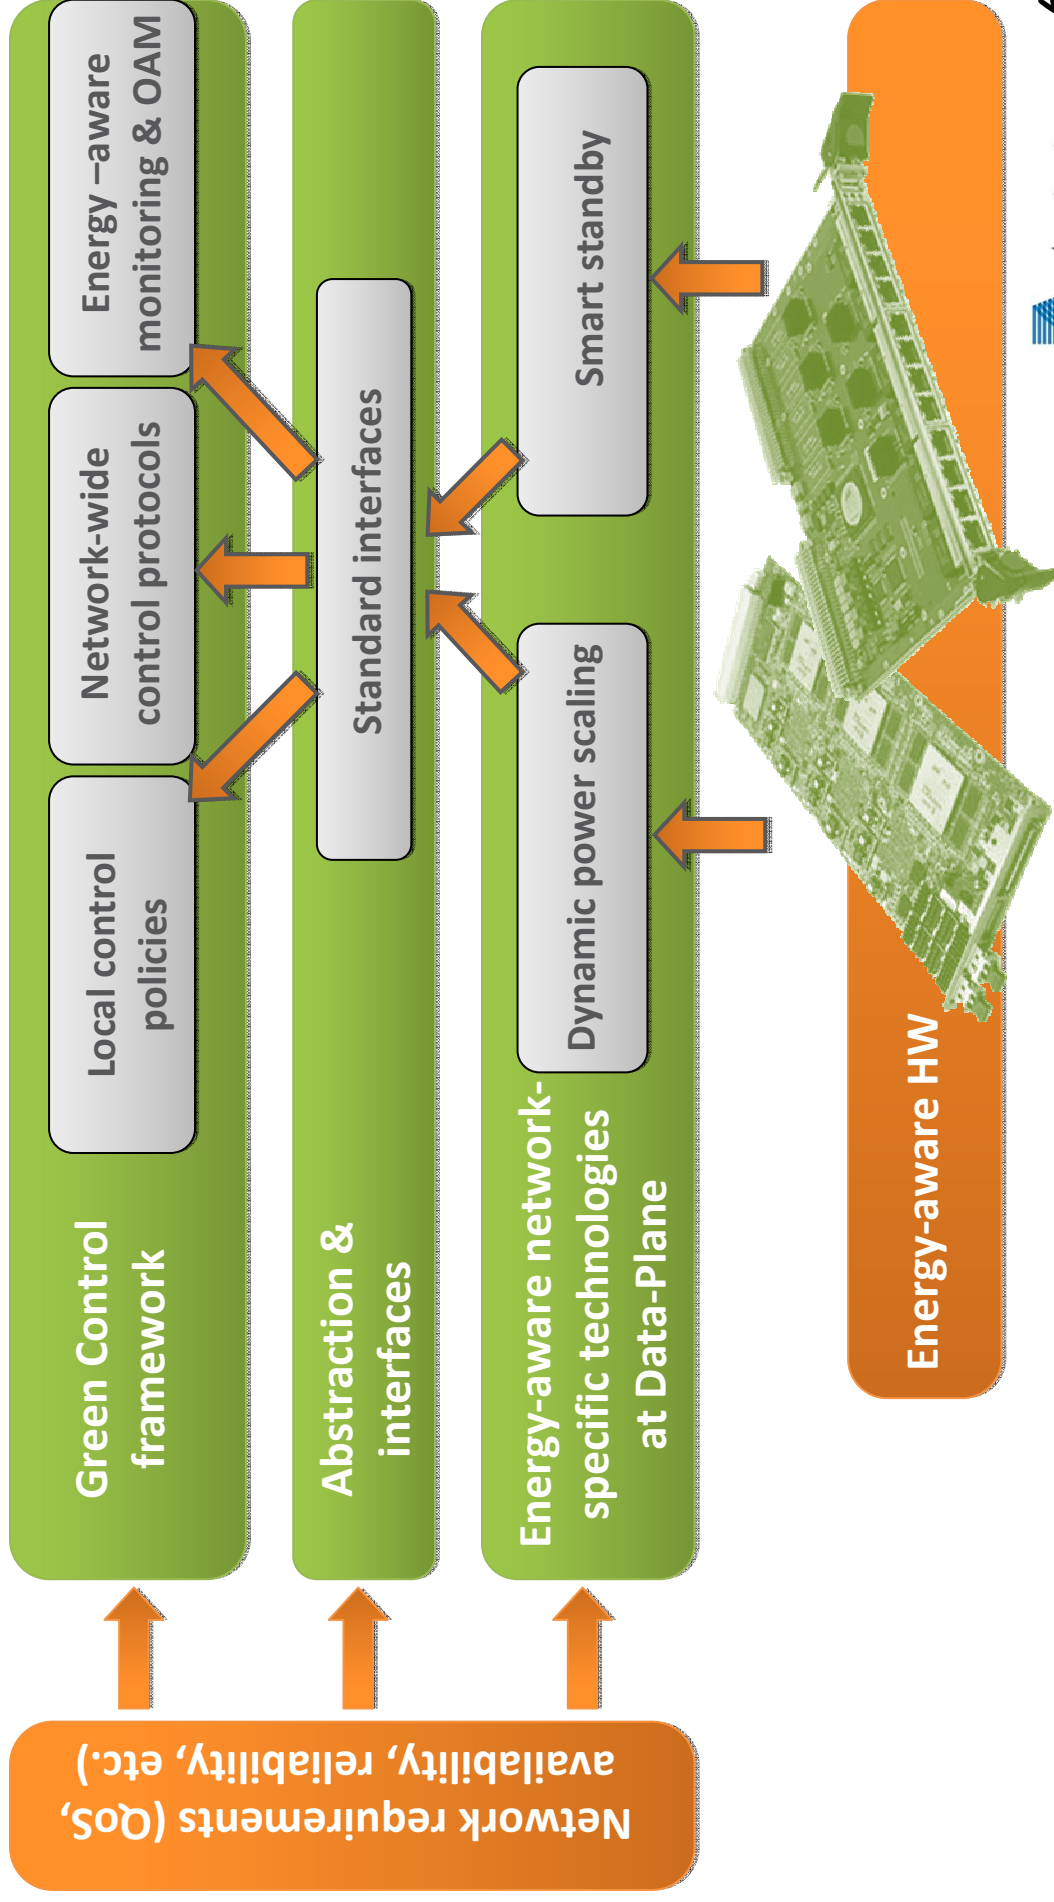 Network requirements (QoS,
availability, reliability, etc.)
Green Control
framework
Local control
policies
Network-wide
control protocols
Energy –aware
monitoring & OAM
Abstraction &
interfaces
Standard interfaces
Energy-aware network-
specific technologies
at Data-Plane
Dynamic power scaling
Smart standby
Energy-aware HW